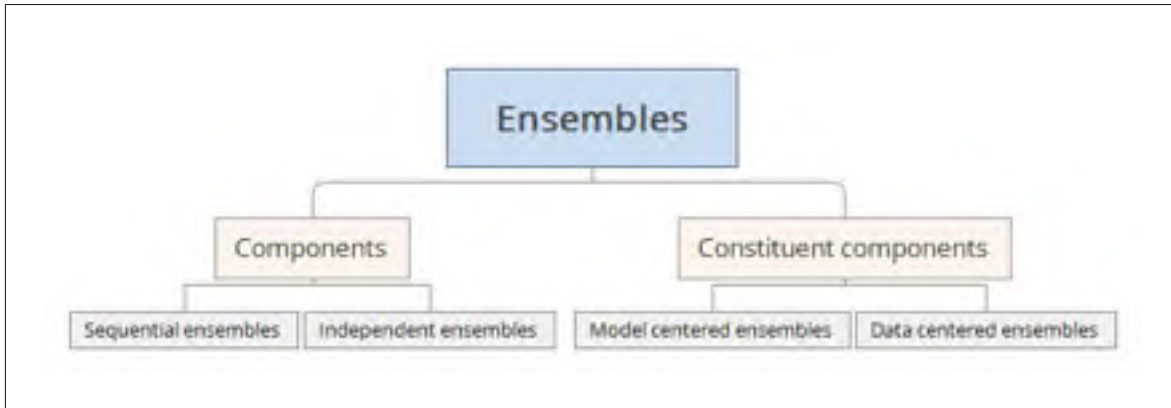 Ensembles
Components
Constituent components
Sequential ensembles
Independent ensembles
Model centered ensembles
Data centered ensembles